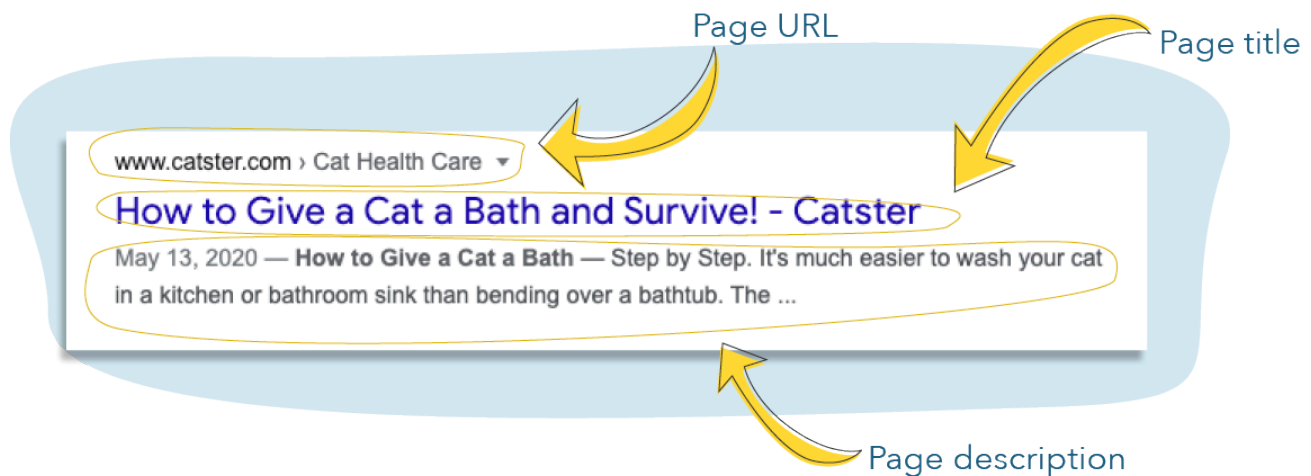 Page URL
Page title
www.catster.com › Cat Health Care
How to Give a Cat a Bath and Survive! - Catster
May 13, 2020 — How to Give a Cat a Bath — Step by Step. It's much easier to wash your cat
in a kitchen or bathroom sink than bending over a bathtub. The ...
Page description